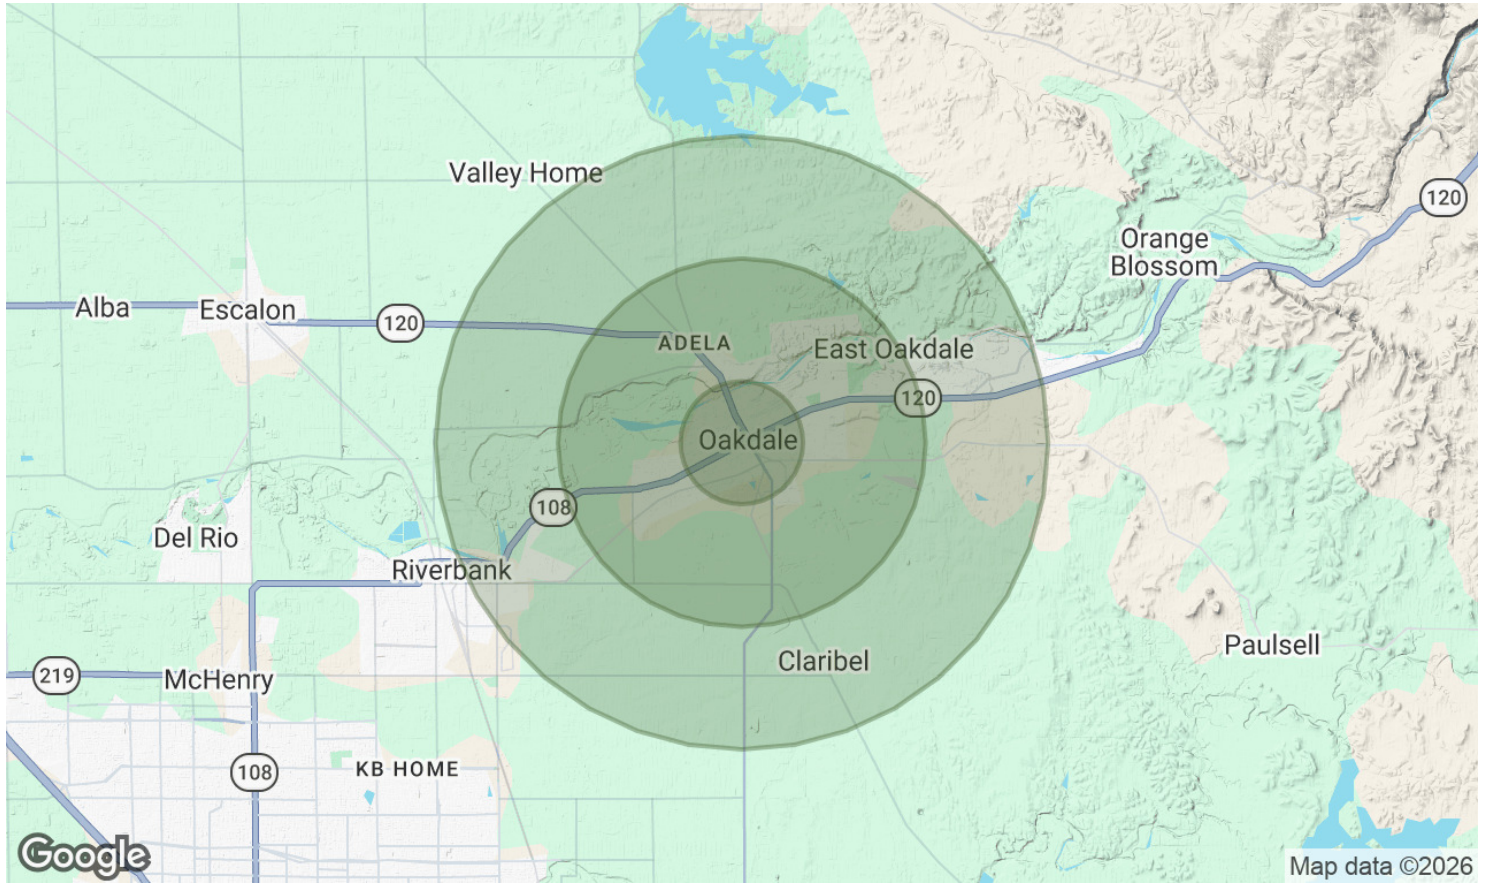 Valley Home
120
Orange
Blossom
Alba
Escalon
120
ADELA
East Oakdale
120
Oakdale
108
Del Rio
Riverbank
Paulsell
Claribel
219
McHenry
108
KB HOME
Google
Map data ©2026